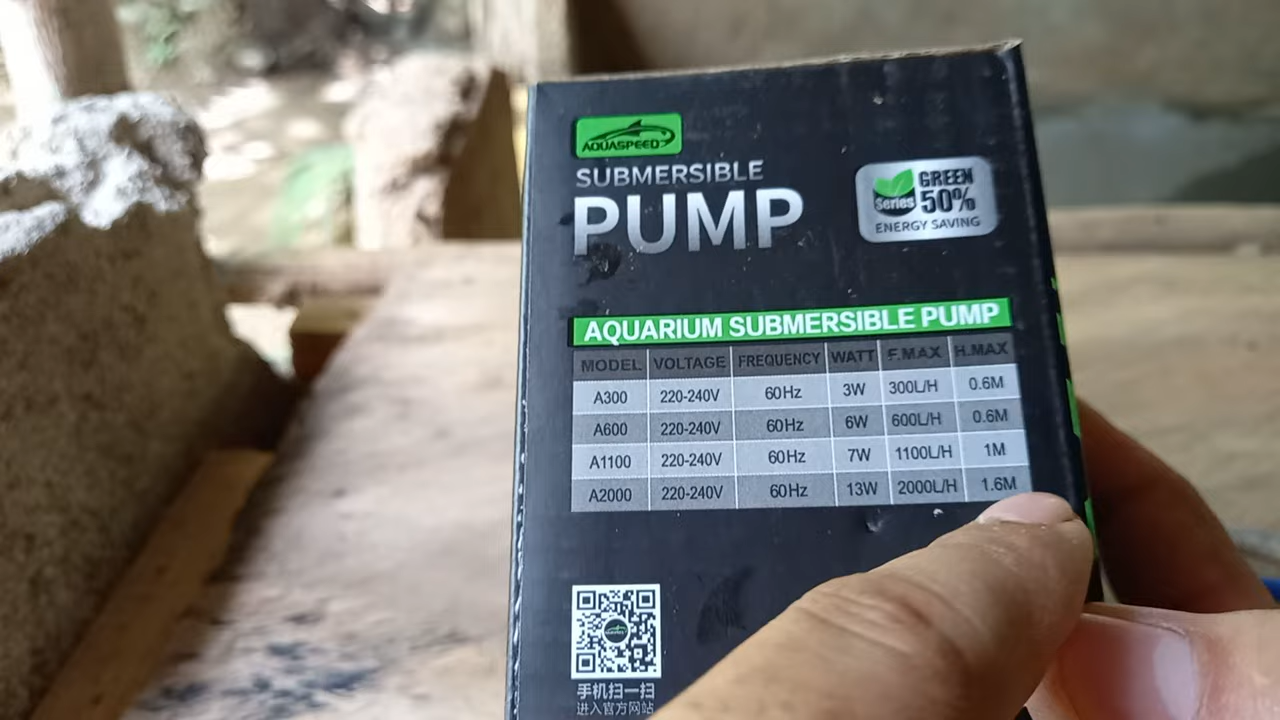 AQUASPEED
SUBMERSIBLE
PUMP
GREEN
Series 50%
ENERGY SAVING
AQUARIUM SUBMERSIBLE PUMP
MODEL VOLTAGE FREQUENCY WATT F.MAX H.MAX
A300 220-240V 60Hz 3W 300L/H 0.6M
A600 220-240V 60Hz 6W 600L/H 0.6M
A1100 220-240V 60Hz 7W 1100L/H 1M
A2000 220-240V 60Hz 13W 2000L/H 1.6M
手机扫一扫
进入官方网站